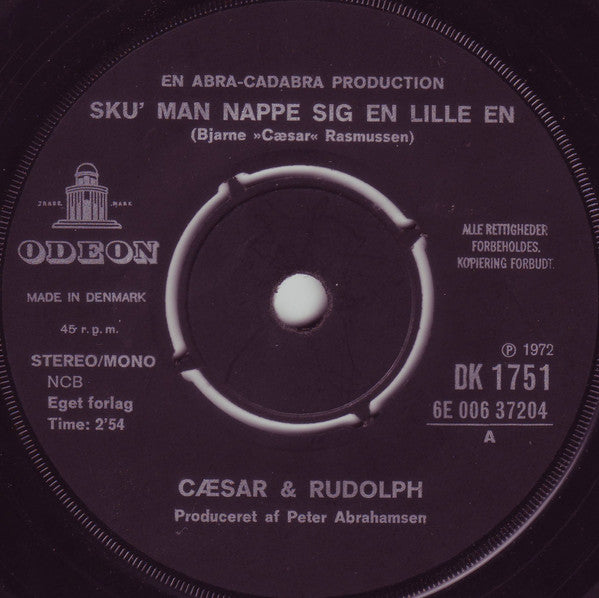 EN ABRA-CADABRA PRODUCTION
SKU' MAN NAPPE SIG EN LILLE EN
(Bjarne »Cæsar« Rasmussen)
TRADE MARK
ODEON
MADE IN DENMARK
45 r.p.m.
STEREO/MONO
NCB
Eget forlag
Time: 2'54
ALLE RETTIGHEDER
FORBEHOLDES.
KOPIERING FORBUDT.
℗ 1972
DK 1751
6E 006 37204
A
CÆSAR & RUDOLPH
Produceret af Peter Abrahamsen